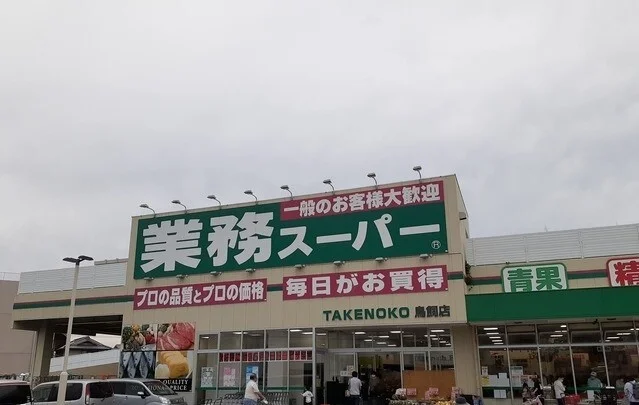 一般のお客様大歓迎
業務スーパー®
プロの品質とプロの価格
毎日がお買得
TAKENOKO 鳥飼店
青果
精
QUALITY